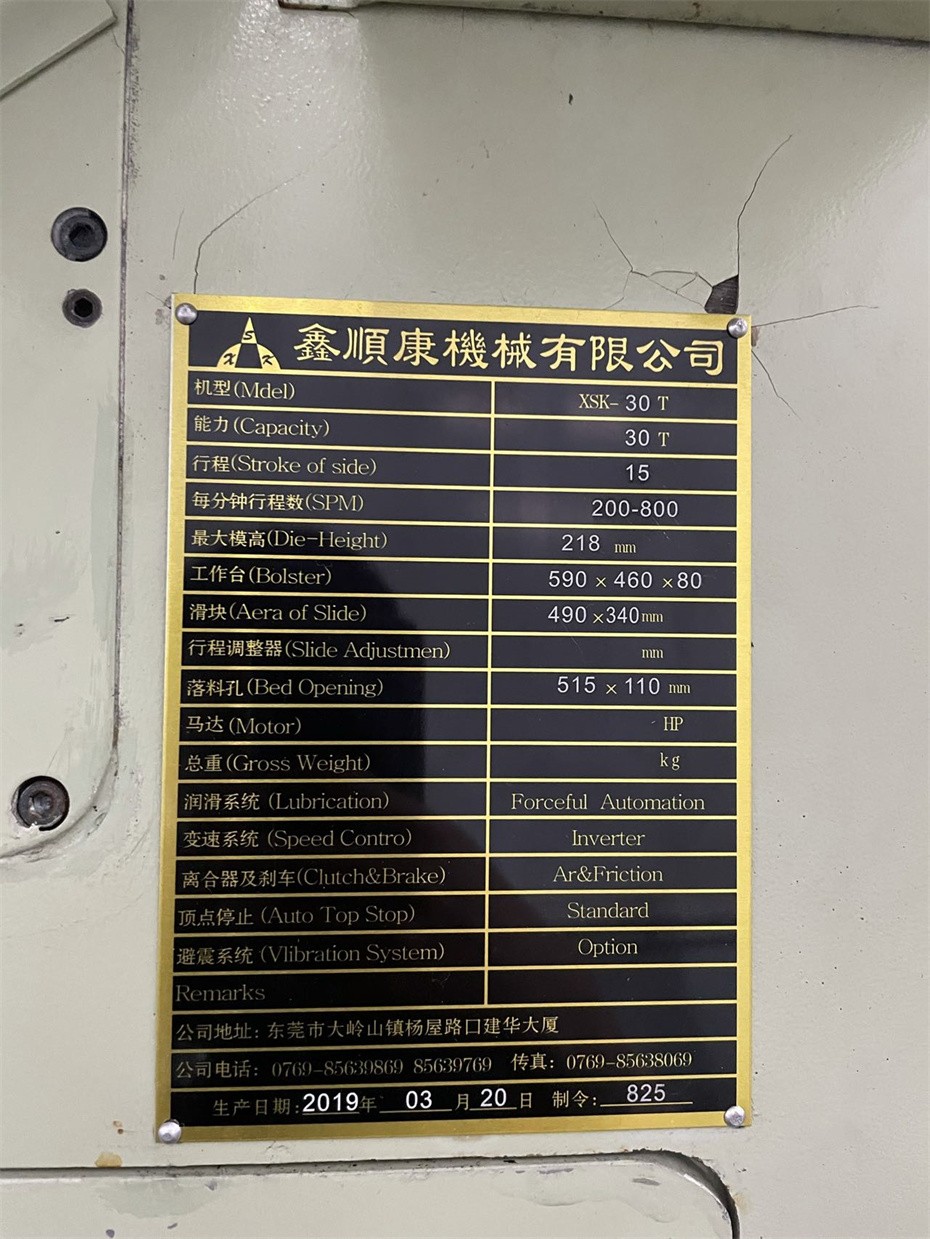 XSK 鑫順康機械有限公司
机型(Mdel) XSK-30 T
能力(Capacity) 30 T
行程(Stroke of side) 15
每分钟行程数(SPM) 200-800
最大模高(Die-Height) 218 mm
工作台(Bolster) 590 × 460 ×80
滑块(Aera of Slide) 490 ×340mm
行程调整器(Slide Adjustmen) mm
落料孔(Bed Opening) 515 × 110 mm
马达(Motor) HP
总重(Gross Weight) kg
润滑系统 (Lubrication) Forceful Automation
变速系统 (Speed Contro) Inverter
离合器及刹车(Clutch&Brake) Ar&Friction
顶点停止 (Auto Top Stop) Standard
避震系统 (Vlibration System) Option
Remarks
公司地址: 东莞市大岭山镇杨屋路口建华大厦
公司电话: 0769-85639869 85639769 传真: 0769-85638069
生产日期:2019年 03 月 20 日 制令: 825